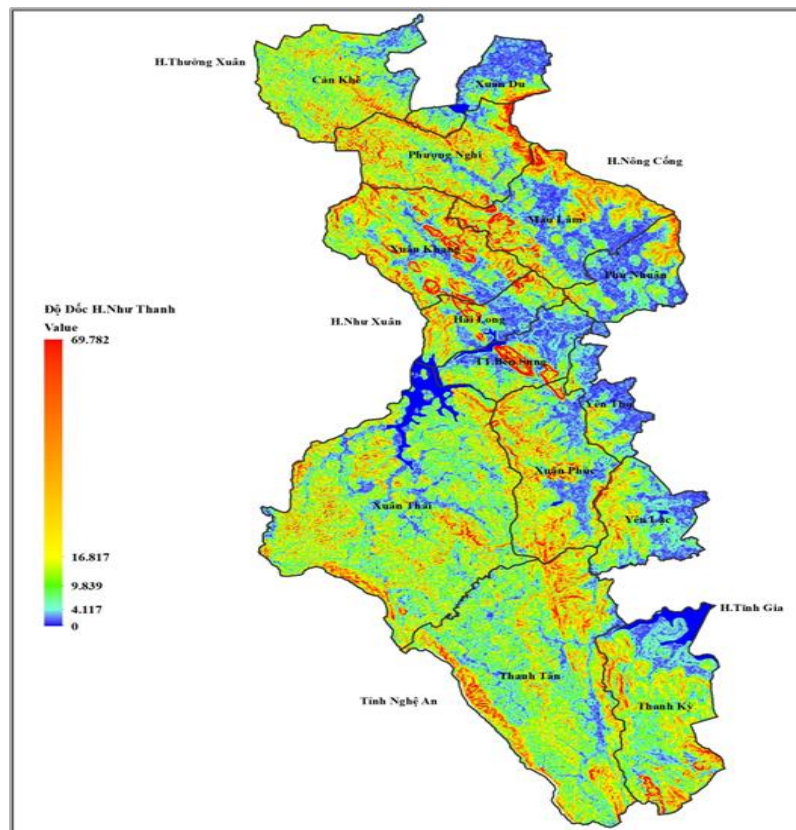 H.Thường Xuân
Cán Khê
Xuân Du
Phượng Nghi
H.Nông Cống
Mậu Lâm
Xuân Khang
Phú Nhuận
Độ Dốc H.Như Thanh
Value
69.782
H.Như Xuân
Hải Long
TT.Bến Sung
Yên Thọ
Xuân Phúc
Xuân Thái
Yên Lạc
16.817
9.839
4.117
0
H.Tĩnh Gia
Thanh Tân
Tỉnh Nghệ An
Thanh Kỳ